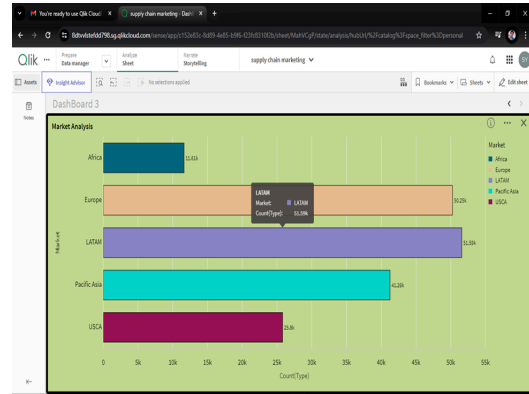 You're ready to use Qlik Cloud!
supply chain marketing - Dashb
Qlik
Prepare
Data manager
Analyze
Sheet
Narrate
Storytelling
supply chain marketing
SY
Assets
Insight Advisor
No selections applied
Bookmarks
Sheets
Edit sheet
Notes
DashBoard 3
Market Analysis
Market
Africa
Europe
LATAM
Pacific Asia
USCA
Africa
11.61k
Europe
50.25k
LATAM
Market: LATAM
Count(Type): 51.59k
LATAM
51.59k
Market
Pacific Asia
41.26k
USCA
25.8k
0 5k 10k 15k 20k 25k 30k 35k 40k 45k 50k 55k
Count(Type)